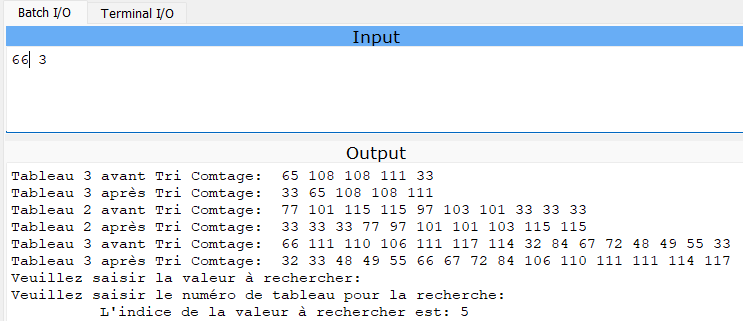 Batch I/O Terminal I/O
Input
66 3
Output
Tableau 3 avant Tri Comtage: 65 108 108 111 33
Tableau 3 après Tri Comtage: 33 65 108 108 111
Tableau 2 avant Tri Comtage: 77 101 115 115 97 103 101 33 33 33
Tableau 2 après Tri Comtage: 33 33 33 77 97 101 101 103 115 115
Tableau 3 avant Tri Comtage: 66 111 110 106 111 117 114 32 84 67 72 48 49 55 33
Tableau 3 après Tri Comtage: 32 33 48 49 55 66 67 72 84 106 110 111 111 114 117
Veuillez saisir la valeur à rechercher:
Veuillez saisir le numéro de tableau pour la recherche:
L'indice de la valeur à rechercher est: 5